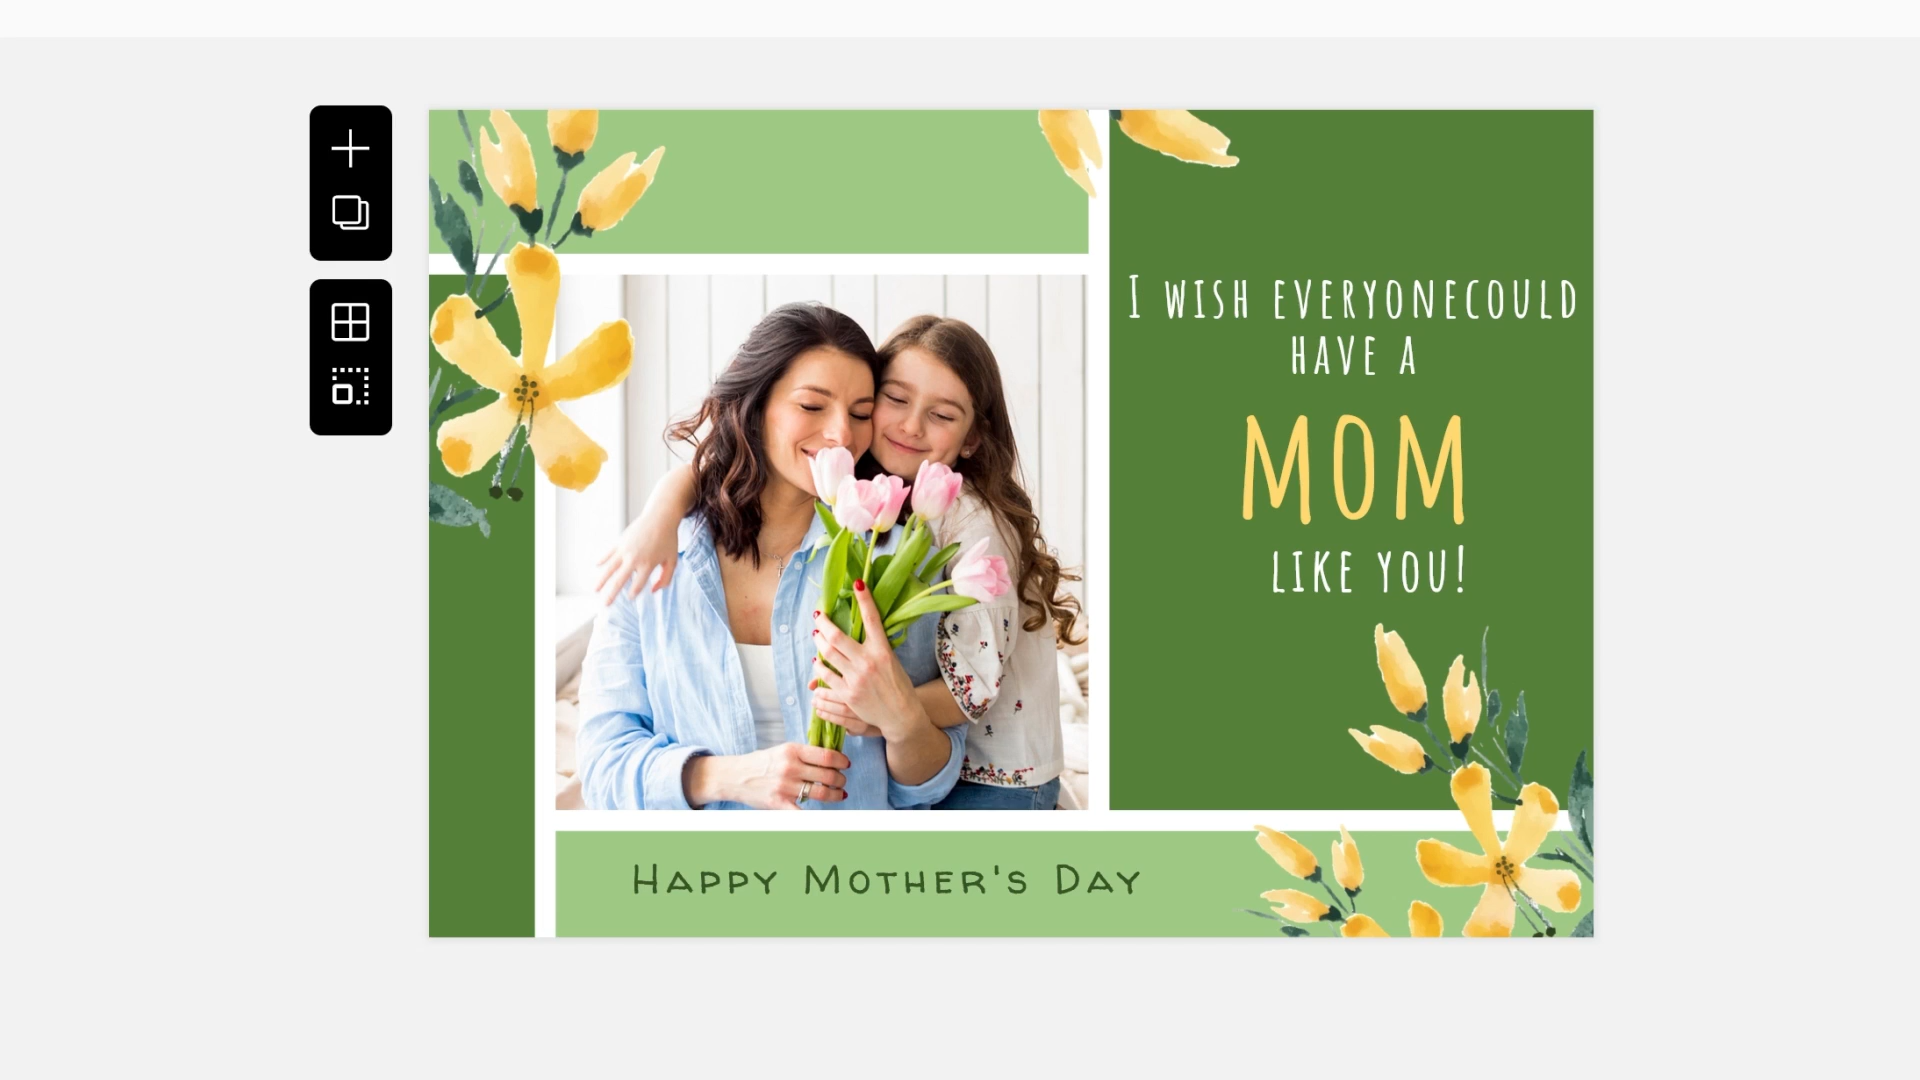 I WISH EVERYONECOULD
HAVE A
MOM
LIKE YOU!
HAPPY MOTHER'S DAY